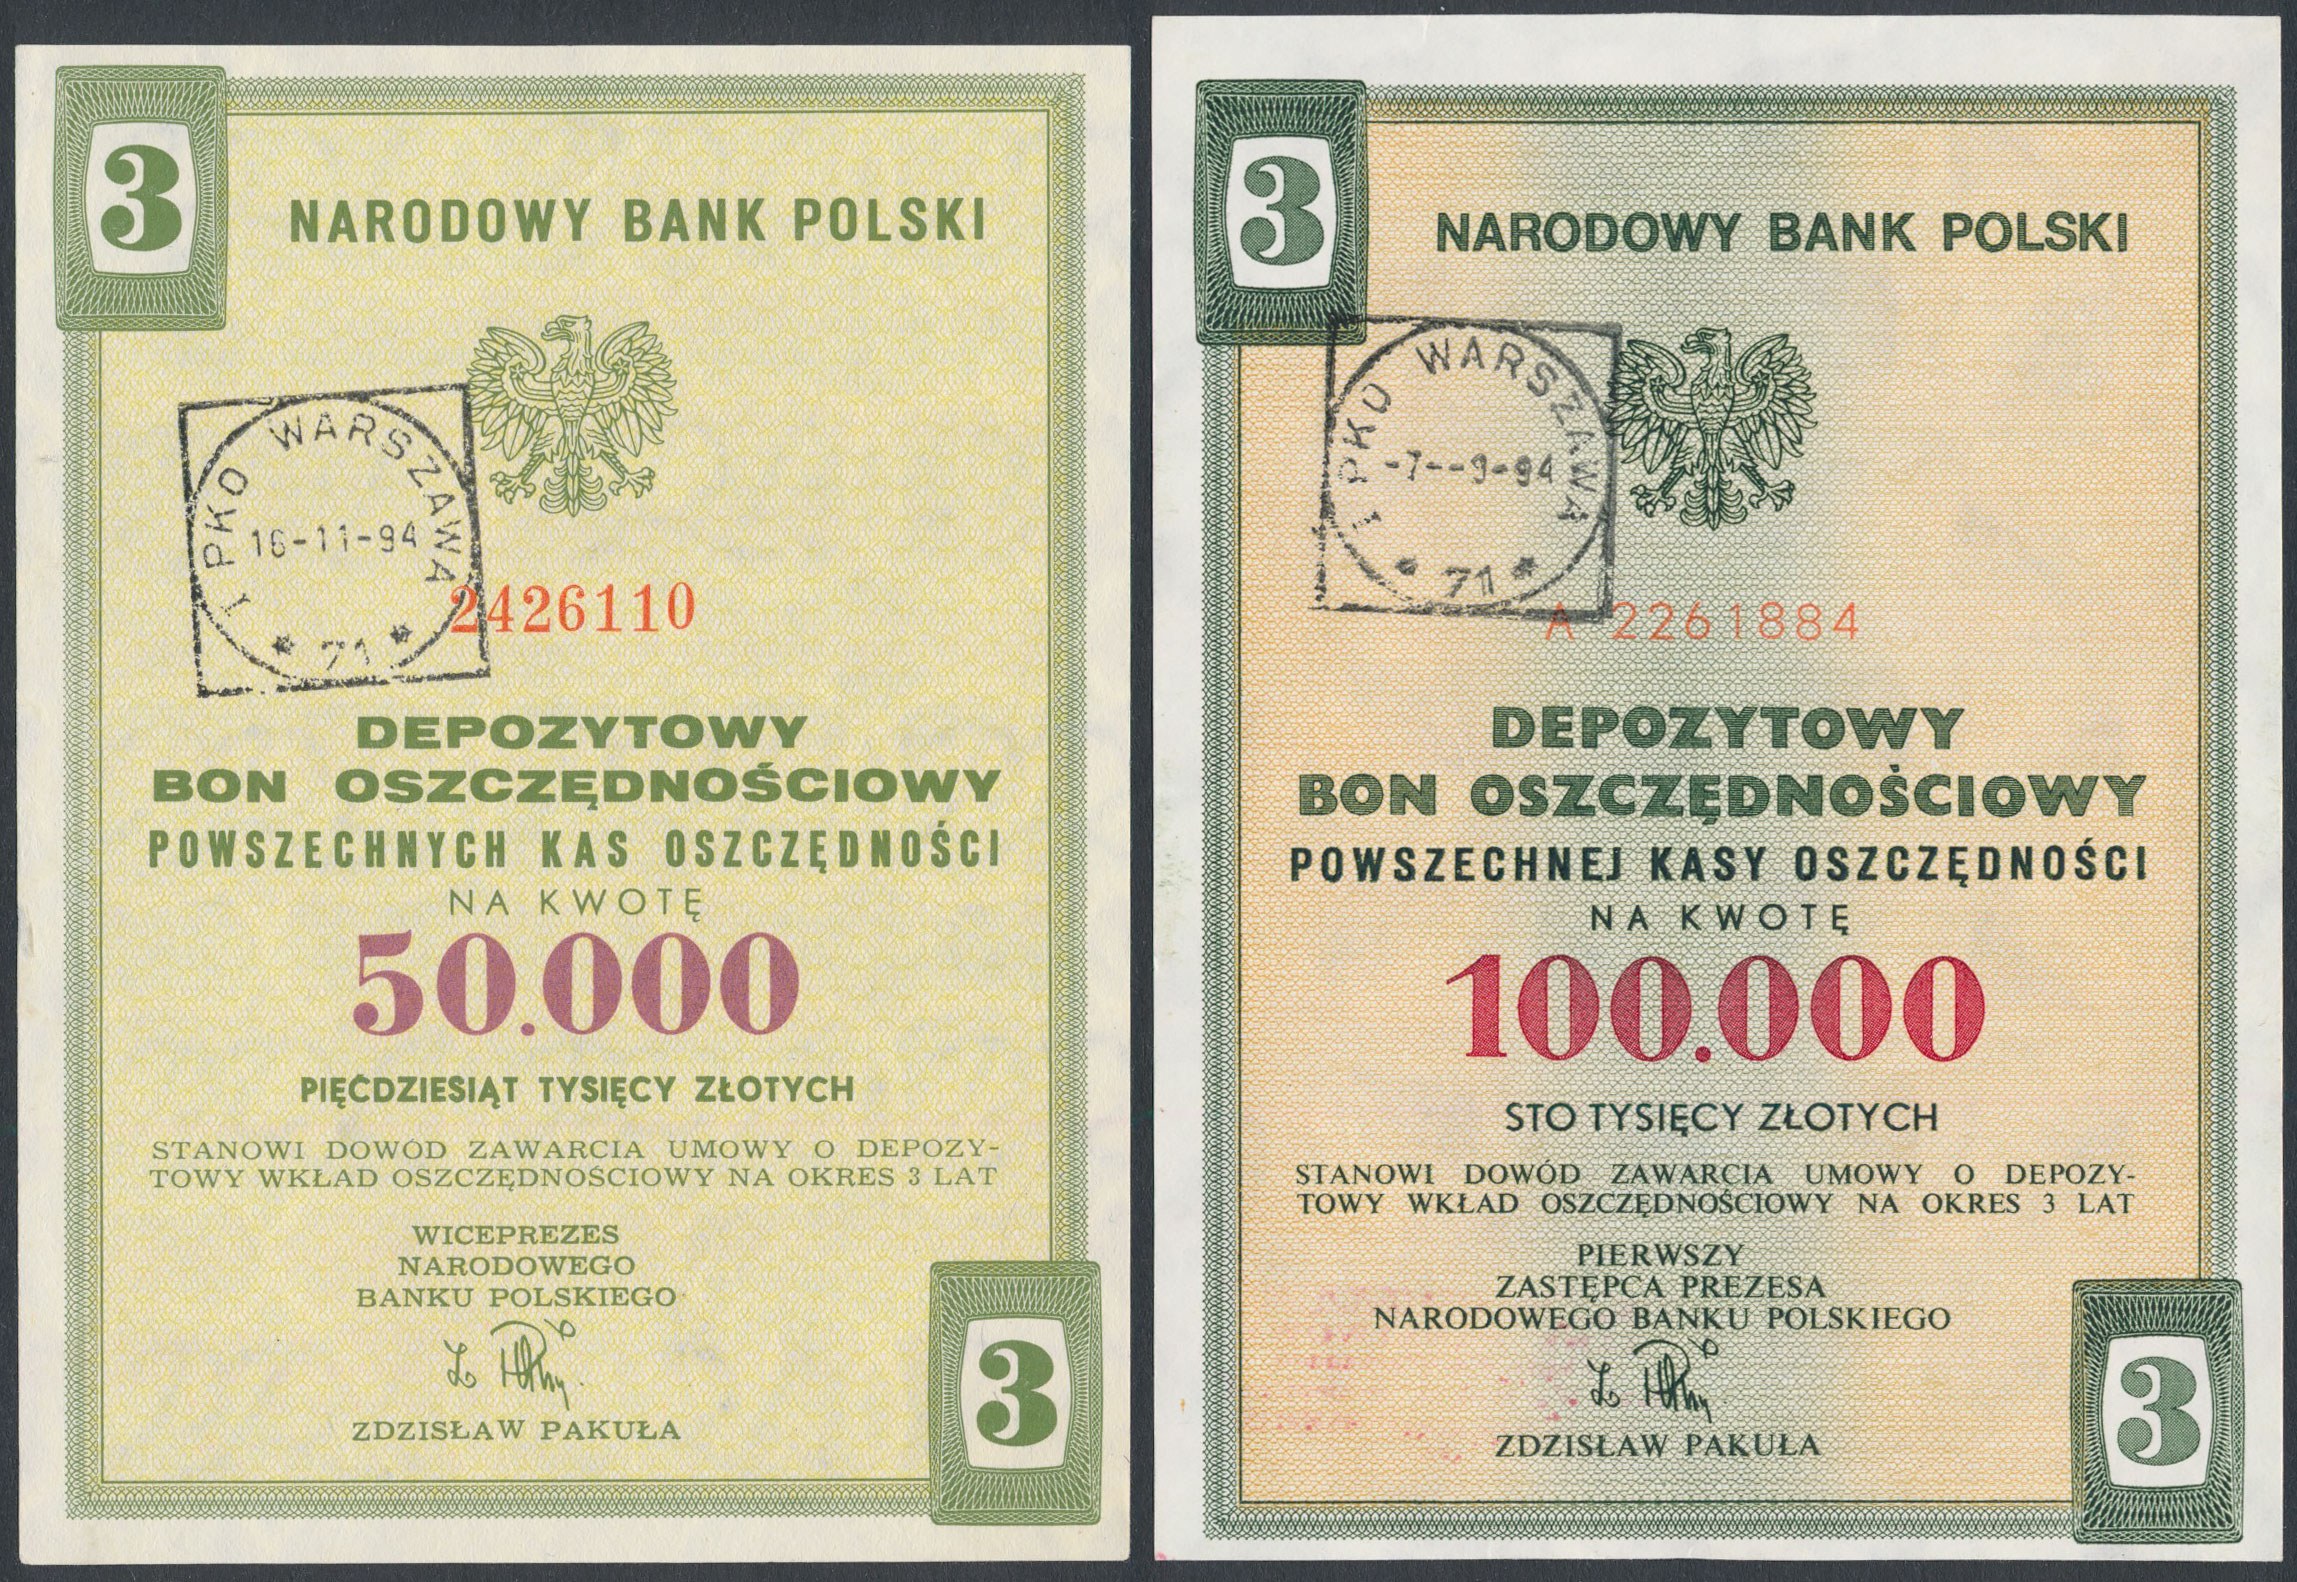 3
NARODOWY BANK POLSKI
I PKO WARSZAWA
16-11-94
* 71 *
2426110
DEPOZYTOWY
BON OSZCZĘDNOŚCIOWY
POWSZECHNYCH KAS OSZCZĘDNOŚCI
NA KWOTĘ
50.000
PIĘĆDZIESIĄT TYSIĘCY ZŁOTYCH
STANOWI DOWÓD ZAWARCIA UMOWY O DEPOZY-
TOWY WKŁAD OSZCZĘDNOŚCIOWY NA OKRES 3 LAT
WICEPREZES
NARODOWEGO
BANKU POLSKIEGO
ZDZISŁAW PAKUŁA
3
3
NARODOWY BANK POLSKI
I PKO WARSZAWA
-7--9-94
* 71 *
A 2261884
DEPOZYTOWY
BON OSZCZĘDNOŚCIOWY
POWSZECHNEJ KASY OSZCZĘDNOŚCI
NA KWOTĘ
100.000
STO TYSIĘCY ZŁOTYCH
STANOWI DOWÓD ZAWARCIA UMOWY O DEPOZY-
TOWY WKŁAD OSZCZĘDNOŚCIOWY NA OKRES 3 LAT
PIERWSZY
ZASTĘPCA PREZESA
NARODOWEGO BANKU POLSKIEGO
ZDZISŁAW PAKUŁA
3